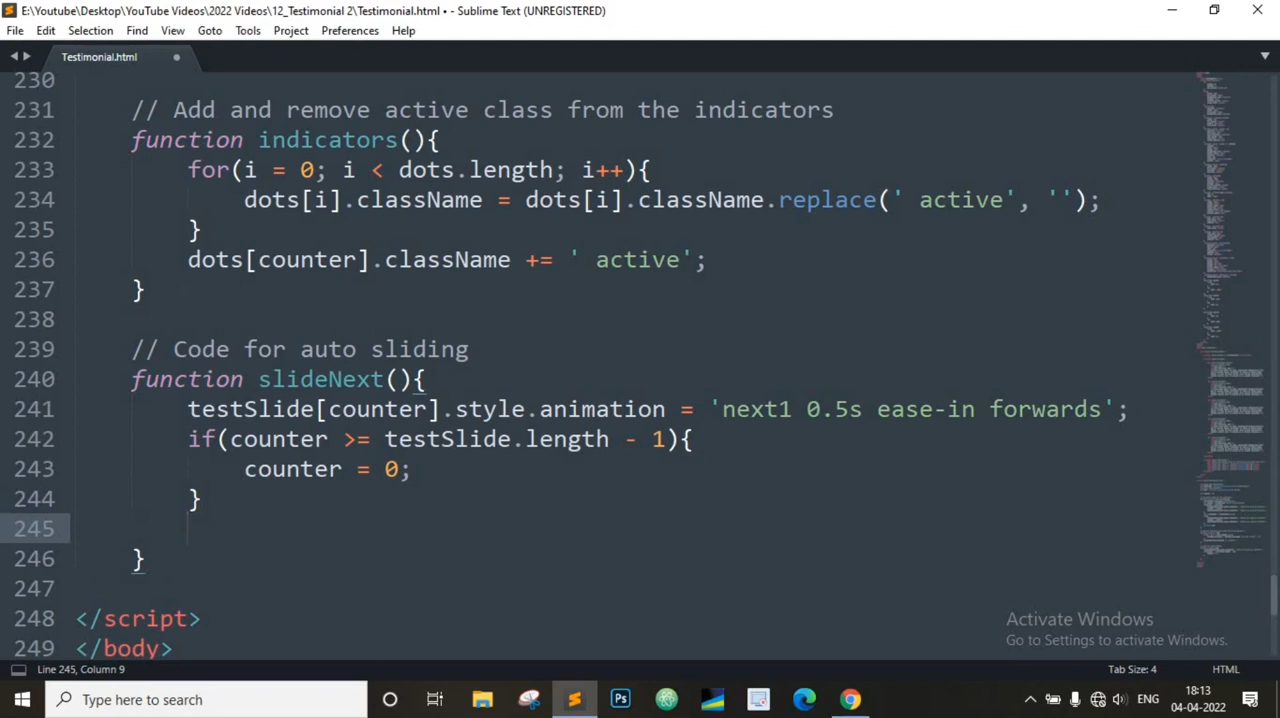 E:\Youtube\Desktop\YouTube Videos\2022 Videos\12_Testimonial 2\Testimonial.html • - Sublime Text (UNREGISTERED)
File Edit Selection Find View Goto Tools Project Preferences Help
Testimonial.html
230
231 // Add and remove active class from the indicators
232 function indicators(){
233 for(i = 0; i < dots.length; i++){
234 dots[i].className = dots[i].className.replace(' active', '');
235 }
236 dots[counter].className += ' active';
237 }
238
239 // Code for auto sliding
240 function slideNext(){
241 testSlide[counter].style.animation = 'next1 0.5s ease-in forwards';
242 if(counter >= testSlide.length - 1){
243 counter = 0;
244 }
245
246 }
247
248 </script>
249 </body>
Activate Windows
Go to Settings to activate Windows.
Line 245, Column 9 Tab Size: 4 HTML
Type here to search Ps ENG 18:13
04-04-2022